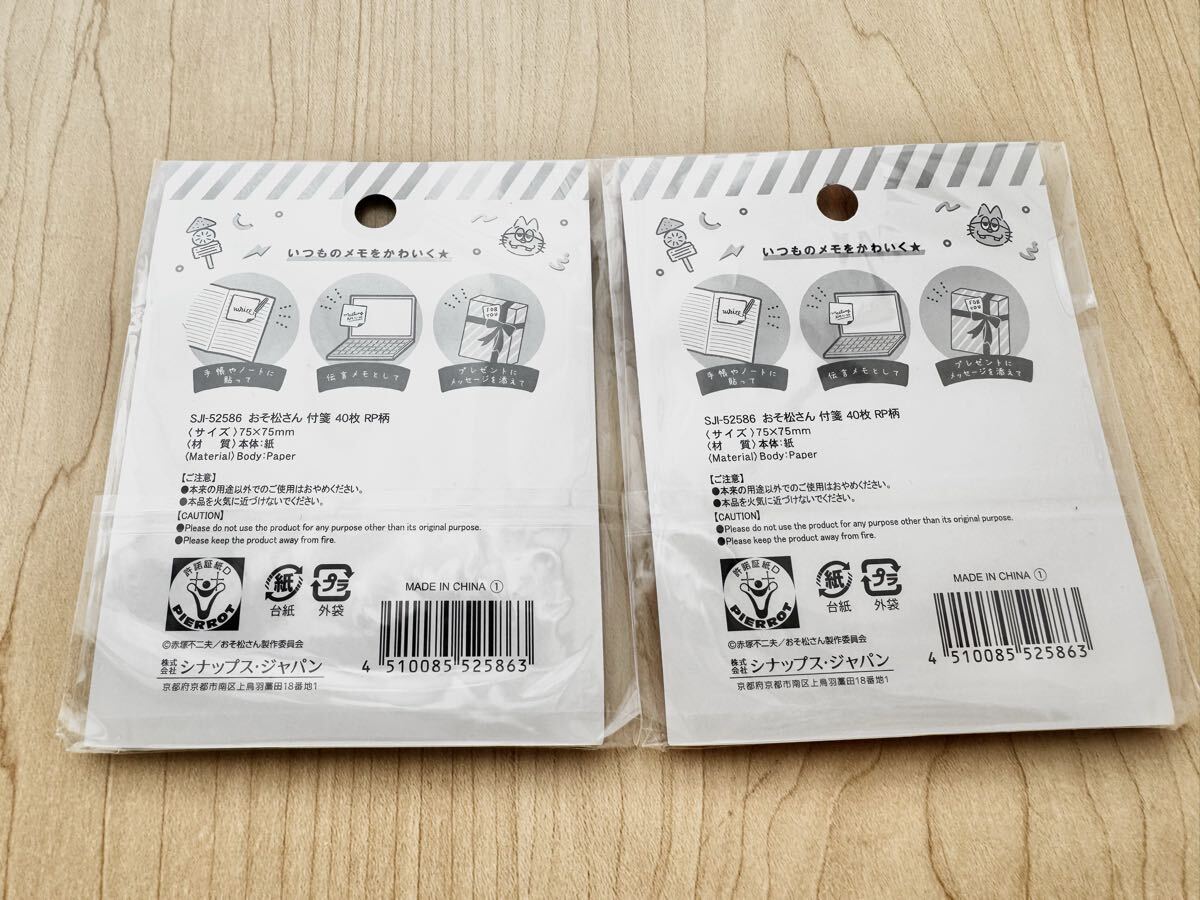 いつものメモをかわいく★
write
Meeting
FOR
YOU
手帳やノートに
貼って
伝言メモとして
プレゼントに
メッセージを添えて
SJI-52586 おそ松さん 付箋 40枚 RP柄
〈サイズ〉75×75mm
〈材　質〉本体:紙
〈Material〉Body:Paper
【ご注意】
●本来の用途以外でのご使用はおやめください。
●本品を火気に近づけないでください。
【CAUTION】
●Please do not use the product for any purpose other than its original purpose.
●Please keep the product away from fire.
許諾証紙D
PIERROT
紙
台紙
プラ
外袋
MADE IN CHINA ①
©赤塚不二夫／おそ松さん製作委員会
株式会社 シナップス・ジャパン
京都府京都市南区上鳥羽藁田18番地1
4 510085 525863
いつものメモをかわいく★
write
Meeting
FOR
YOU
手帳やノートに
貼って
伝言メモとして
プレゼントに
メッセージを添えて
SJI-52586 おそ松さん 付箋 40枚 RP柄
〈サイズ〉75×75mm
〈材　質〉本体:紙
〈Material〉Body:Paper
【ご注意】
●本来の用途以外でのご使用はおやめください。
●本品を火気に近づけないでください。
【CAUTION】
●Please do not use the product for any purpose other than its original purpose.
●Please keep the product away from fire.
許諾証紙D
PIERROT
紙
台紙
プラ
外袋
MADE IN CHINA ①
©赤塚不二夫／おそ松さん製作委員会
株式会社 シナップス・ジャパン
京都府京都市南区上鳥羽藁田18番地1
4 510085 525863